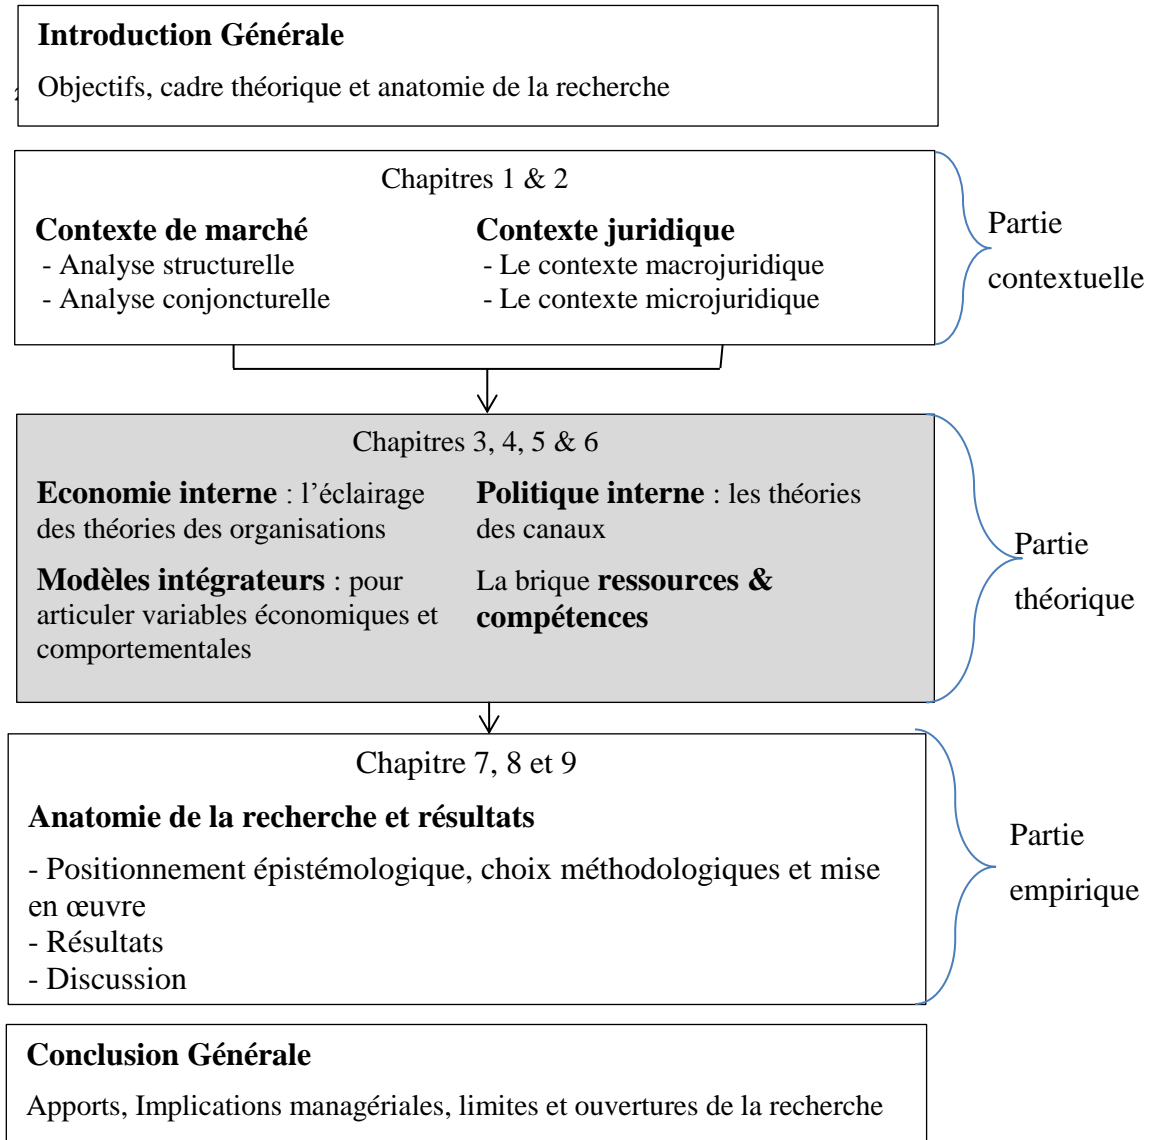 Introduction Générale
Objectifs, cadre théorique et anatomie de la recherche
Chapitres 1 & 2
Contexte de marché
- Analyse structurelle
- Analyse conjoncturelle
Contexte juridique
- Le contexte macrojuridique
- Le contexte microjuridique
Partie
contextuelle
Chapitres 3, 4, 5 & 6
Economie interne : l’éclairage
des théories des organisations
Modèles intégrateurs : pour
articuler variables économiques et
comportementales
Politique interne : les théories
des canaux
La brique ressources &
compétences
Partie
théorique
Chapitre 7, 8 et 9
Anatomie de la recherche et résultats
- Positionnement épistémologique, choix méthodologiques et mise
en œuvre
- Résultats
- Discussion
Partie
empirique
Conclusion Générale
Apports, Implications managériales, limites et ouvertures de la recherche